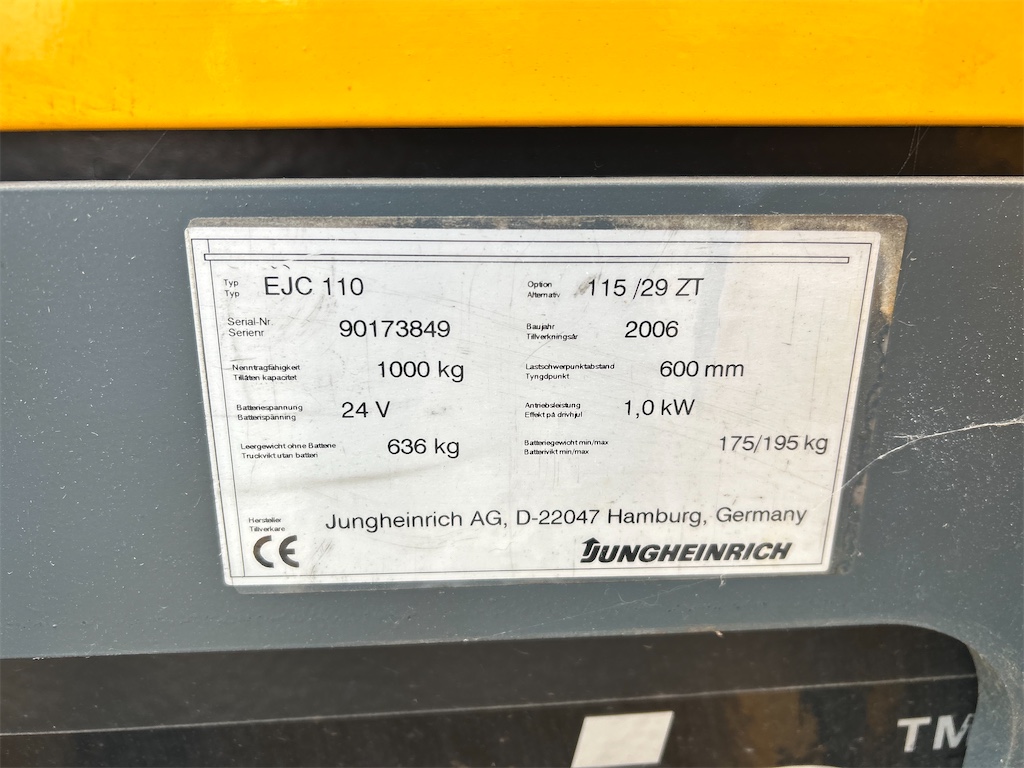 Typ EJC 110 Option 115 /29 ZT
Typ Alternativ
Serial-Nr. 90173849 Baujahr 2006
Serienr Tillverkningsår
Nenntragfähigkeit 1000 kg Lastschwerpunktabstand 600 mm
Tillåten kapacitet Tyngdpunkt
Batteriespannung 24 V Antriebsleistung 1,0 kW
Batterispänning Effekt på drivhjul
Leergewicht ohne Batterie 636 kg Batteriegewicht min/max 175/195 kg
Truckvikt utan batteri Batterivikt min/max
Hersteller Jungheinrich AG, D-22047 Hamburg, Germany
Tillverkare
CE JUNGHEINRICH
TM